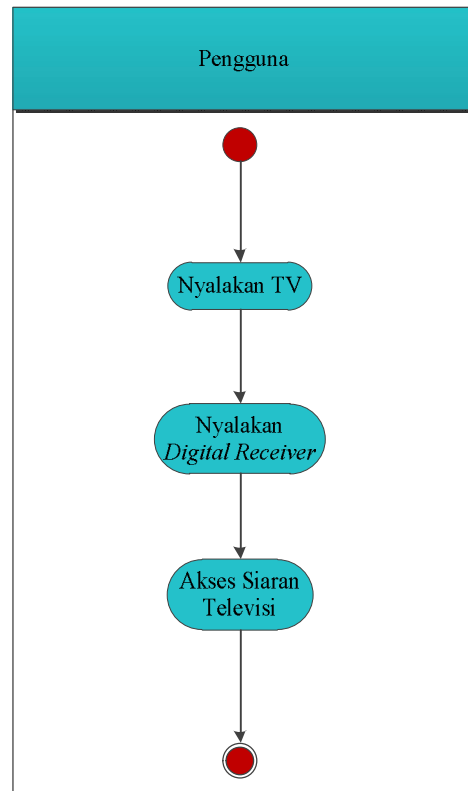 Pengguna
Nyalakan TV
Nyalakan
Digital Receiver
Akses Siaran
Televisi